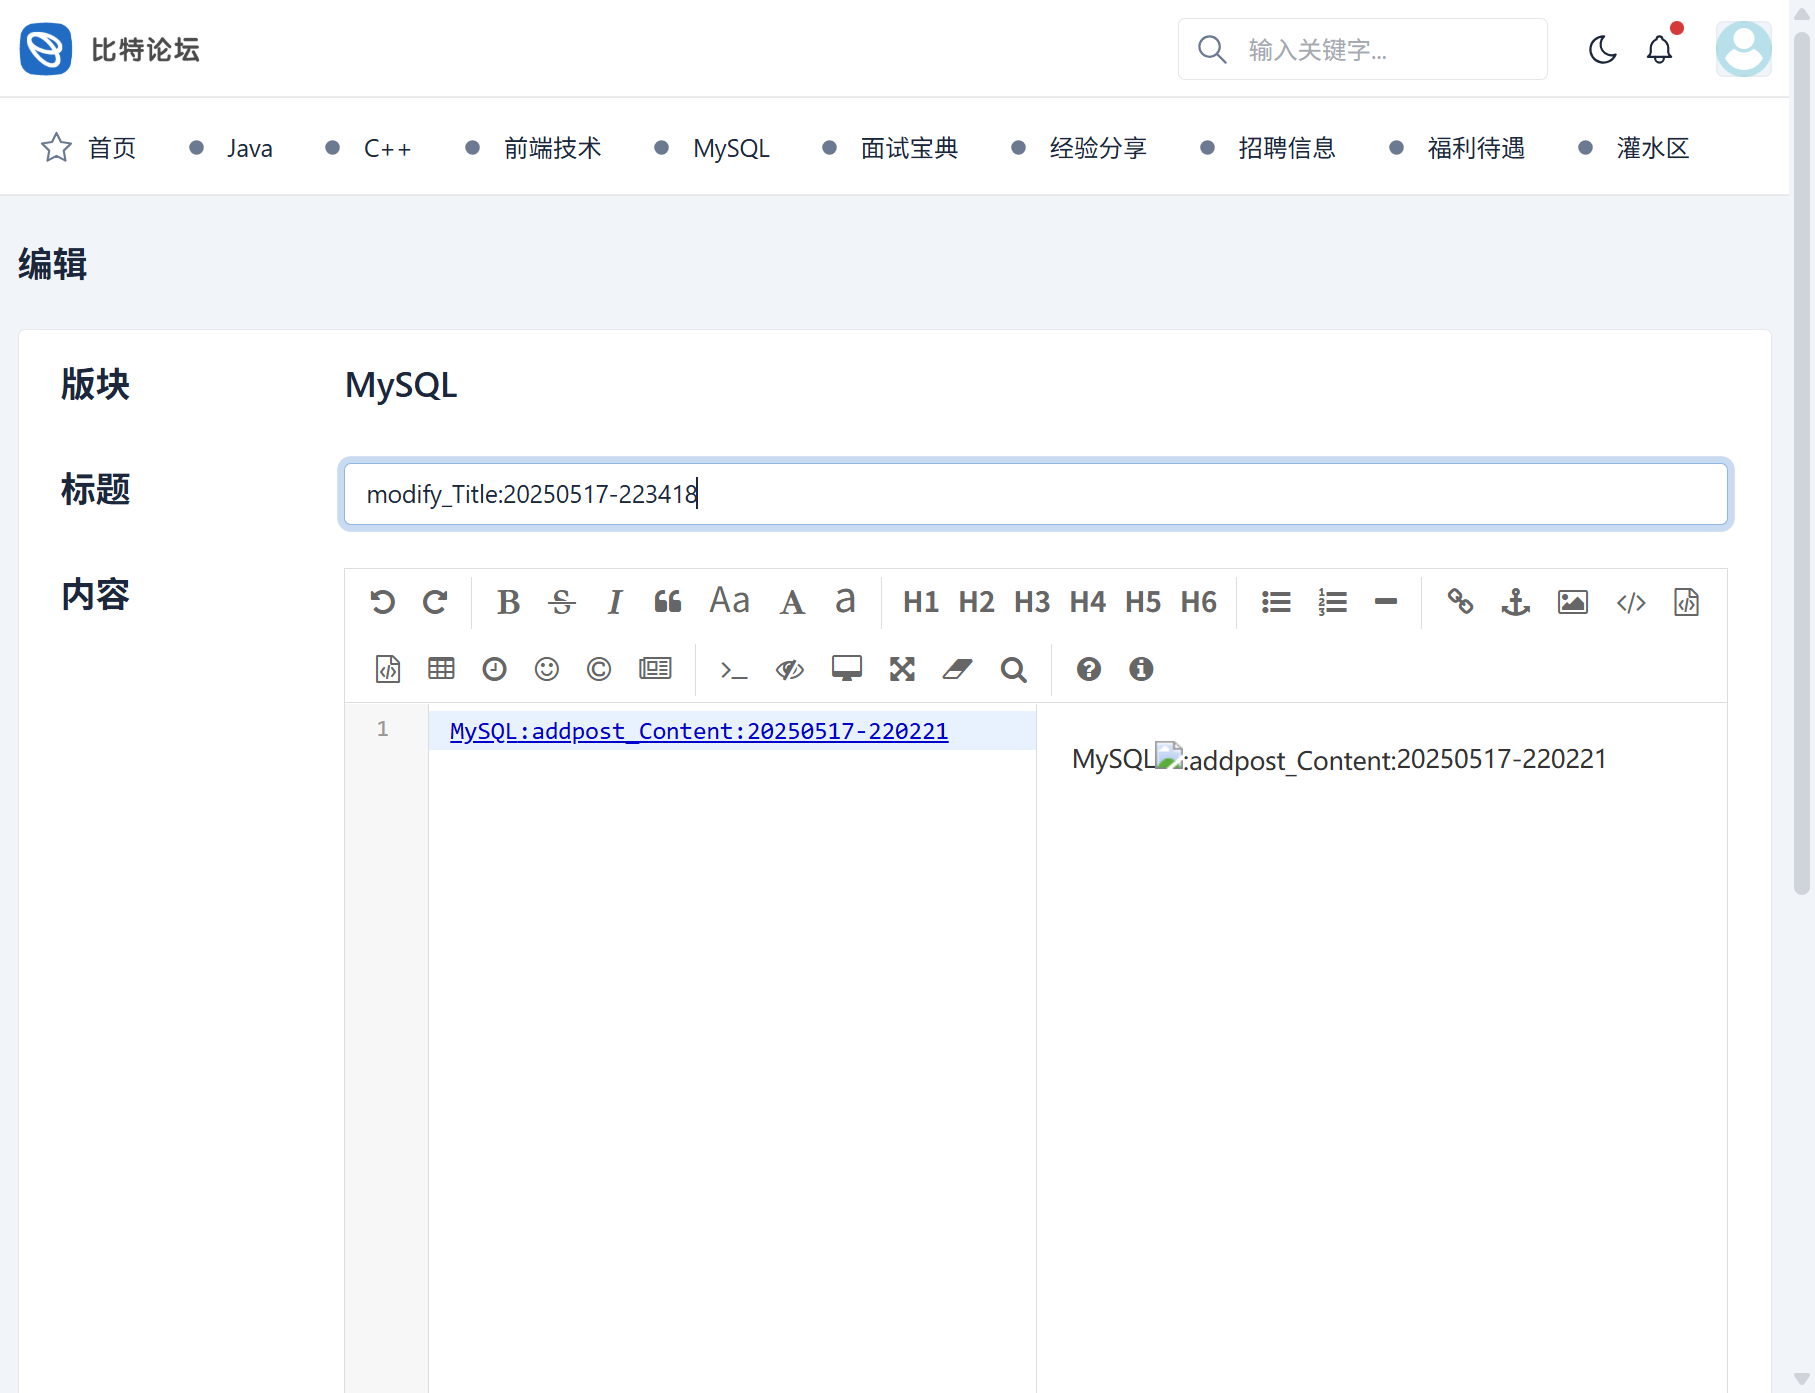 比特论坛
输入关键字...
首页 Java C++ 前端技术 MySQL 面试宝典 经验分享 招聘信息 福利待遇 灌水区
编辑
版块 MySQL
标题 modify_Title:20250517-223418
内容
B S I Aa A a H1 H2 H3 H4 H5 H6
1 MySQL:addpost_Content:20250517-220221
MySQL:addpost_Content:20250517-220221